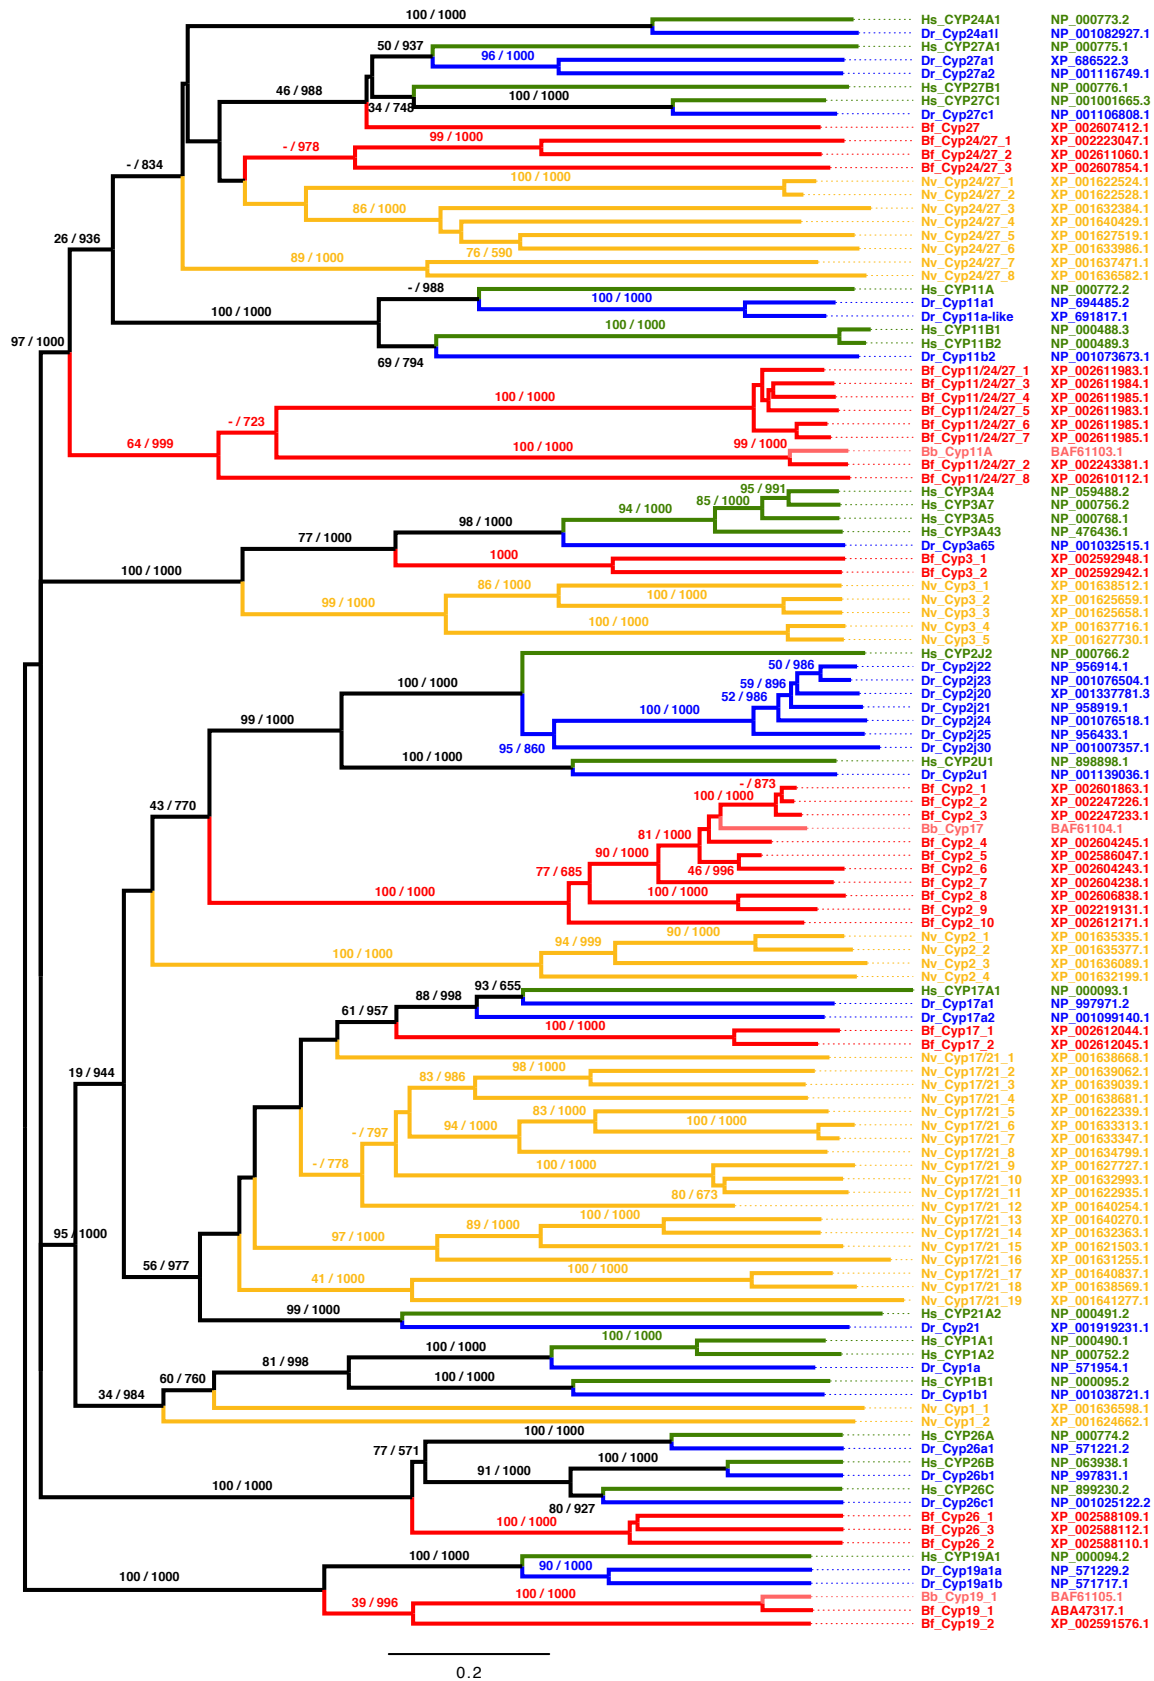 100 / 1000
Hs_CYP24A1 NP_000773.2
Dr_Cyp24a1l NP_001082927.1
50 / 937
Hs_CYP27A1 NP_000775.1
96 / 1000
Dr_Cyp27a1 XP_686522.3
Dr_Cyp27a2 NP_001116749.1
46 / 988
Hs_CYP27B1 NP_000776.1
34 / 748
100 / 1000
Hs_CYP27C1 NP_001001665.3
Dr_Cyp27c1 NP_001106808.1
Bf_Cyp27 XP_002607412.1
99 / 1000
Bf_Cyp24/27_1 XP_002223047.1
- / 978
Bf_Cyp24/27_2 XP_002611060.1
- / 834
Bf_Cyp24/27_3 XP_002607854.1
100 / 1000
Nv_Cyp24/27_1 XP_001622524.1
Nv_Cyp24/27_2 XP_001622528.1
86 / 1000
Nv_Cyp24/27_3 XP_001632384.1
Nv_Cyp24/27_4 XP_001640429.1
26 / 936
Nv_Cyp24/27_5 XP_001627519.1
76 / 590
Nv_Cyp24/27_6 XP_001633986.1
89 / 1000
Nv_Cyp24/27_7 XP_001637471.1
Nv_Cyp24/27_8 XP_001636582.1
- / 988
Hs_CYP11A NP_000772.2
100 / 1000
Dr_Cyp11a1 NP_694485.2
100 / 1000
Dr_Cyp11a-like XP_691817.1
100 / 1000
Hs_CYP11B1 NP_000488.3
97 / 1000
Hs_CYP11B2 NP_000489.3
69 / 794
Dr_Cyp11b2 NP_001073673.1
Bf_Cyp11/24/27_1 XP_002611983.1
Bf_Cyp11/24/27_3 XP_002611984.1
100 / 1000
Bf_Cyp11/24/27_4 XP_002611985.1
Bf_Cyp11/24/27_5 XP_002611983.1
- / 723
Bf_Cyp11/24/27_6 XP_002611985.1
64 / 999
Bf_Cyp11/24/27_7 XP_002611985.1
100 / 1000
99 / 1000
Bb_Cyp11A BAF61103.1
Bf_Cyp11/24/27_2 XP_002243381.1
Bf_Cyp11/24/27_8 XP_002610112.1
95 / 991
Hs_CYP3A4 NP_059488.2
85 / 1000
Hs_CYP3A7 NP_000756.2
94 / 1000
Hs_CYP3A5 NP_000768.1
98 / 1000
Hs_CYP3A43 NP_476436.1
77 / 1000
Dr_Cyp3a65 NP_001032515.1
1000
Bf_Cyp3_1 XP_002592948.1
100 / 1000
Bf_Cyp3_2 XP_002592942.1
86 / 1000
Nv_Cyp3_1 XP_001638512.1
99 / 1000
100 / 1000
Nv_Cyp3_2 XP_001625659.1
Nv_Cyp3_3 XP_001625658.1
100 / 1000
Nv_Cyp3_4 XP_001637716.1
Nv_Cyp3_5 XP_001627730.1
Hs_CYP2J2 NP_000766.2
50 / 986
Dr_Cyp2j22 NP_956914.1
59 / 896
Dr_Cyp2j23 NP_001076504.1
100 / 1000
52 / 986
Dr_Cyp2j20 XP_001337781.3
Dr_Cyp2j21 NP_958919.1
99 / 1000
100 / 1000
Dr_Cyp2j24 NP_001076518.1
Dr_Cyp2j25 NP_956433.1
95 / 860
Dr_Cyp2j30 NP_001007357.1
100 / 1000
Hs_CYP2U1 NP_898898.1
Dr_Cyp2u1 NP_001139036.1
- / 873
Bf_Cyp2_1 XP_002601863.1
43 / 770
100 / 1000
Bf_Cyp2_2 XP_002247226.1
Bf_Cyp2_3 XP_002247233.1
81 / 1000
Bb_Cyp17 BAF61104.1
Bf_Cyp2_4 XP_002604245.1
90 / 1000
Bf_Cyp2_5 XP_002586047.1
77 / 685
46 / 996
Bf_Cyp2_6 XP_002604243.1
Bf_Cyp2_7 XP_002604238.1
100 / 1000
100 / 1000
Bf_Cyp2_8 XP_002606838.1
Bf_Cyp2_9 XP_002219131.1
Bf_Cyp2_10 XP_002612171.1
90 / 1000
Nv_Cyp2_1 XP_001635335.1
94 / 999
Nv_Cyp2_2 XP_001635377.1
100 / 1000
Nv_Cyp2_3 XP_001636089.1
Nv_Cyp2_4 XP_001632199.1
93 / 655
Hs_CYP17A1 NP_000093.1
88 / 998
Dr_Cyp17a1 NP_997971.2
61 / 957
Dr_Cyp17a2 NP_001099140.1
100 / 1000
Bf_Cyp17_1 XP_002612044.1
Bf_Cyp17_2 XP_002612045.1
Nv_Cyp17/21_1 XP_001638668.1
98 / 1000
Nv_Cyp17/21_2 XP_001639062.1
19 / 944
83 / 986
Nv_Cyp17/21_3 XP_001639039.1
Nv_Cyp17/21_4 XP_001638681.1
83 / 1000
Nv_Cyp17/21_5 XP_001622339.1
94 / 1000
100 / 1000
Nv_Cyp17/21_6 XP_001633313.1
- / 797
Nv_Cyp17/21_7 XP_001633347.1
Nv_Cyp17/21_8 XP_001634799.1
- / 778
100 / 1000
Nv_Cyp17/21_9 XP_001627727.1
Nv_Cyp17/21_10 XP_001632993.1
80 / 673
Nv_Cyp17/21_11 XP_001622935.1
Nv_Cyp17/21_12 XP_001640254.1
100 / 1000
Nv_Cyp17/21_13 XP_001640270.1
89 / 1000
Nv_Cyp17/21_14 XP_001632363.1
95 / 1000
97 / 1000
Nv_Cyp17/21_15 XP_001621503.1
56 / 977
Nv_Cyp17/21_16 XP_001631255.1
100 / 1000
Nv_Cyp17/21_17 XP_001640837.1
41 / 1000
Nv_Cyp17/21_18 XP_001638569.1
Nv_Cyp17/21_19 XP_001641277.1
99 / 1000
Hs_CYP21A2 NP_000491.2
Dr_Cyp21 XP_001919231.1
100 / 1000
Hs_CYP1A1 NP_000490.1
100 / 1000
Hs_CYP1A2 NP_000752.2
81 / 998
Dr_Cyp1a NP_571954.1
60 / 760
100 / 1000
Hs_CYP1B1 NP_000095.2
34 / 984
Dr_Cyp1b1 NP_001038721.1
Nv_Cyp1_1 XP_001636598.1
Nv_Cyp1_2 XP_001624662.1
100 / 1000
Hs_CYP26A NP_000774.2
77 / 571
Dr_Cyp26a1 NP_571221.2
100 / 1000
Hs_CYP26B NP_063938.1
91 / 1000
Dr_Cyp26b1 NP_997831.1
100 / 1000
Hs_CYP26C NP_899230.2
80 / 927
Dr_Cyp26c1 NP_001025122.2
100 / 1000
Bf_Cyp26_1 XP_002588109.1
Bf_Cyp26_3 XP_002588112.1
Bf_Cyp26_2 XP_002588110.1
100 / 1000
Hs_CYP19A1 NP_000094.2
90 / 1000
Dr_Cyp19a1a NP_571229.2
100 / 1000
Dr_Cyp19a1b NP_571717.1
100 / 1000
Bb_Cyp19_1 BAF61105.1
39 / 996
Bf_Cyp19_1 ABA47317.1
Bf_Cyp19_2 XP_002591576.1
0.2